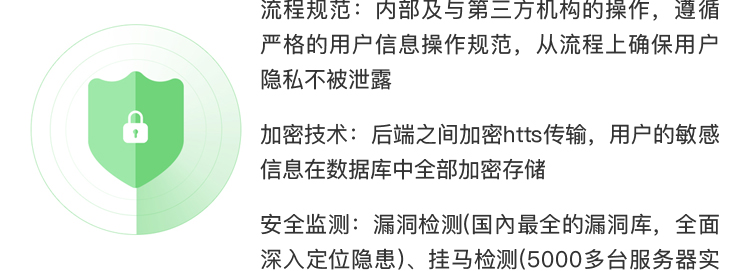 流程规范：内部及与第三方机构的操作，遵循
严格的用户信息操作规范，从流程上确保用户
隐私不被泄露
加密技术：后端之间加密htts传输，用户的敏感
信息在数据库中全部加密存储
安全监测：漏洞检测(国内最全的漏洞库，全面
深入定位隐患)、挂马检测(5000多台服务器实